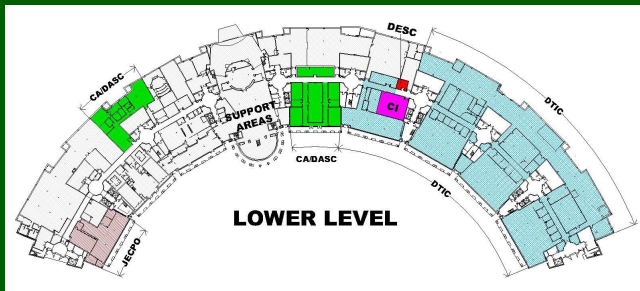 DESC
CA/DASC
DTIC
CI
SUPPORT
AREAS
CA/DASC
DTIC
LOWER LEVEL
JECPO